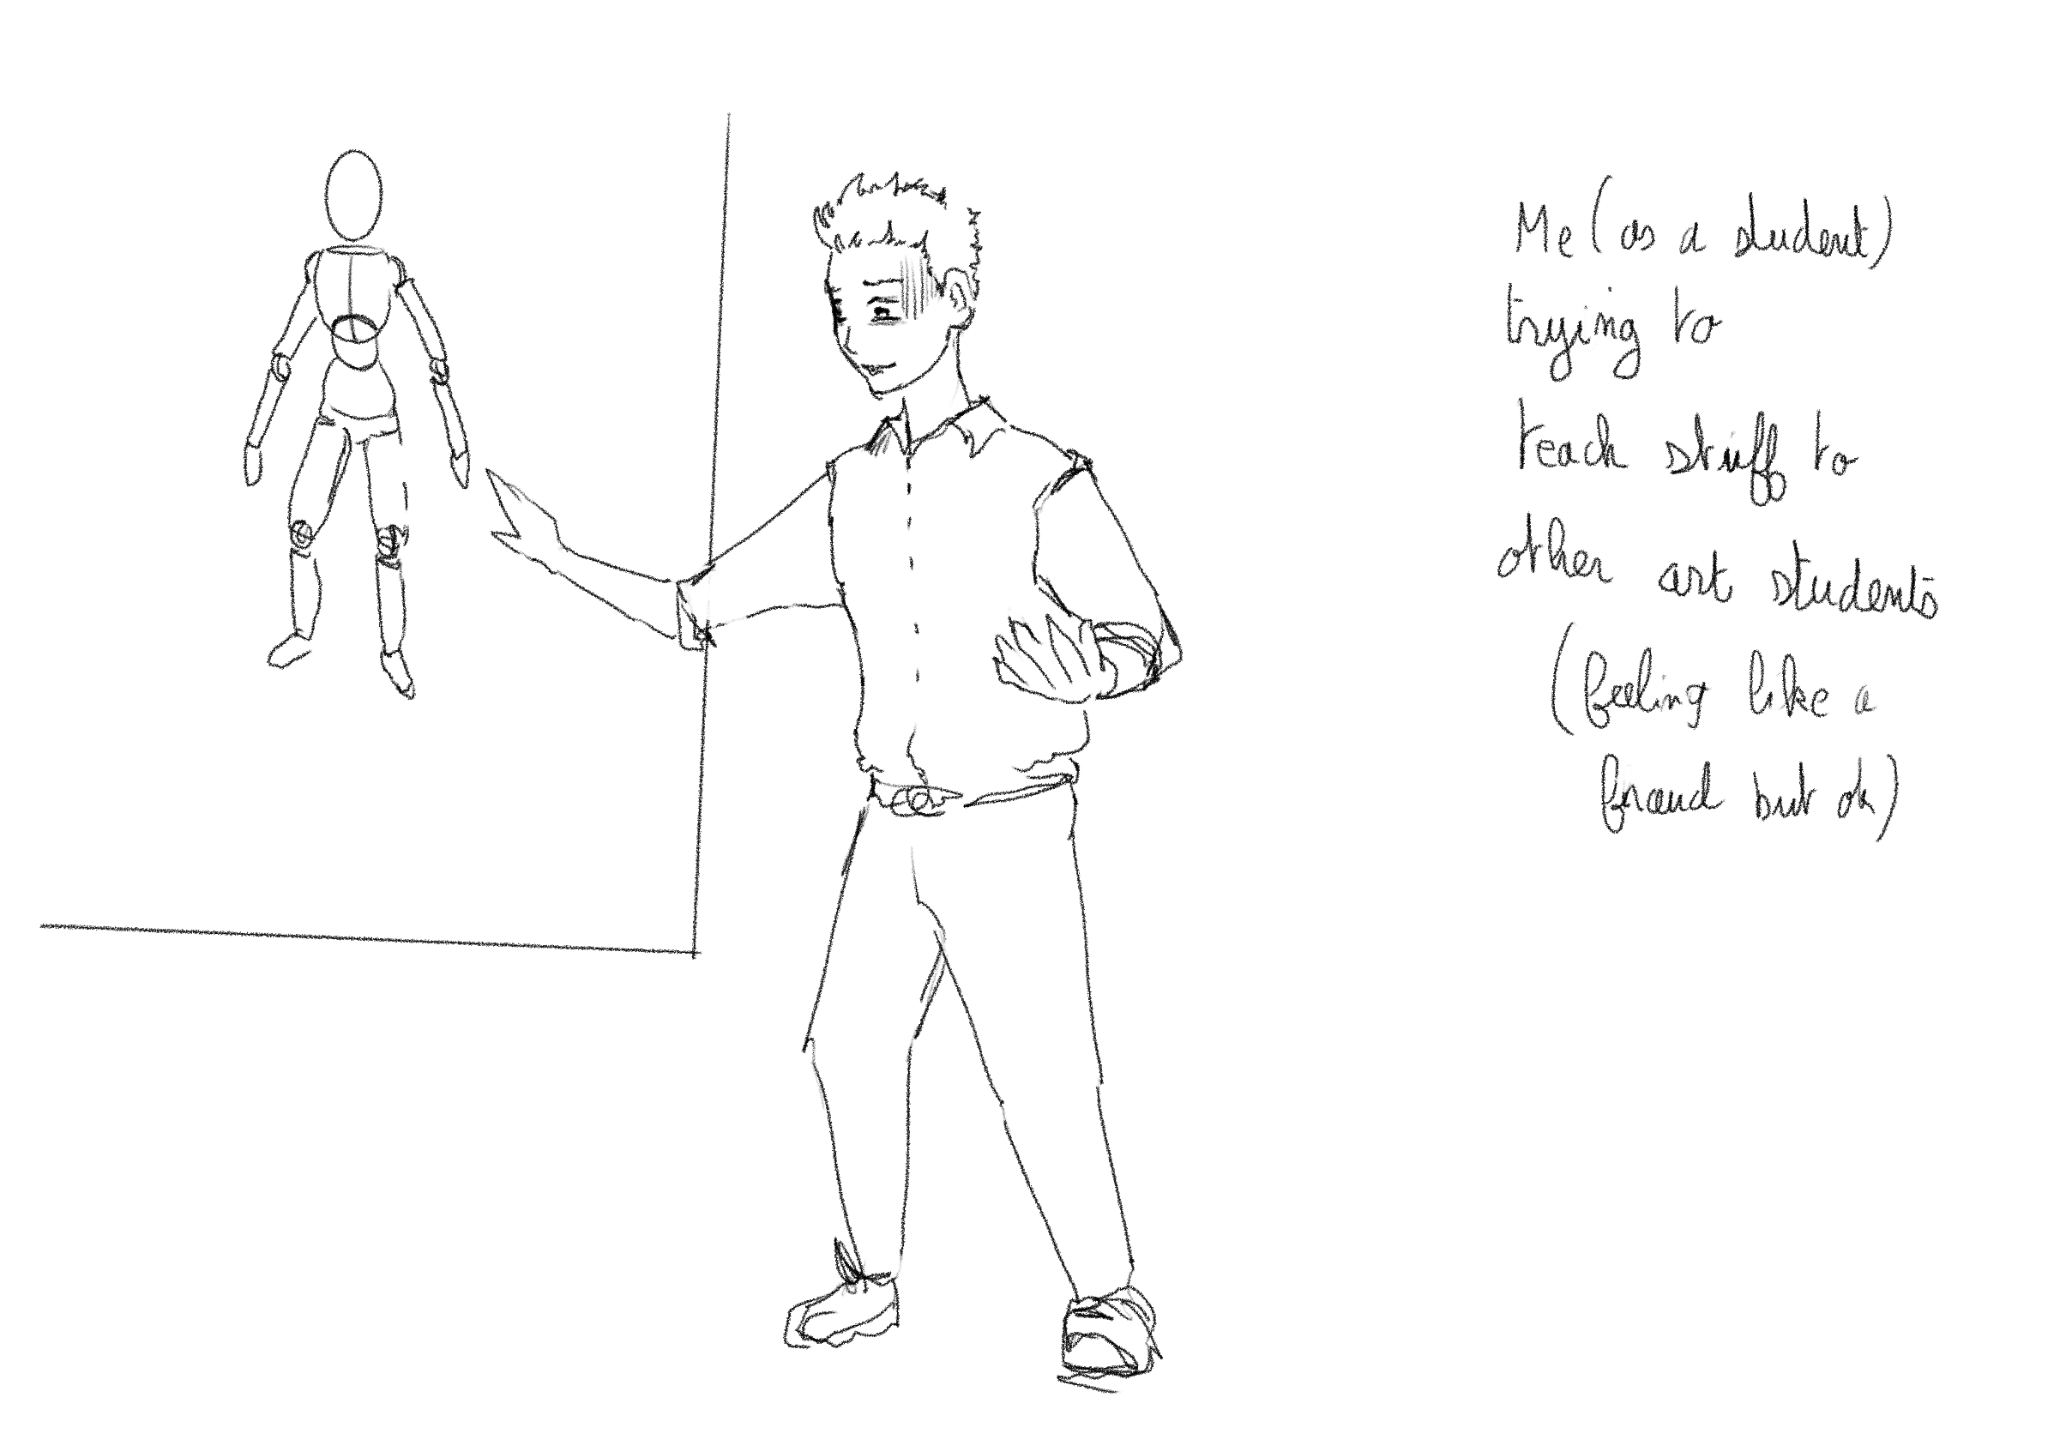 Me (as a student)
trying to
teach stuff to
other art students
(feeling like a
fraud but ok)